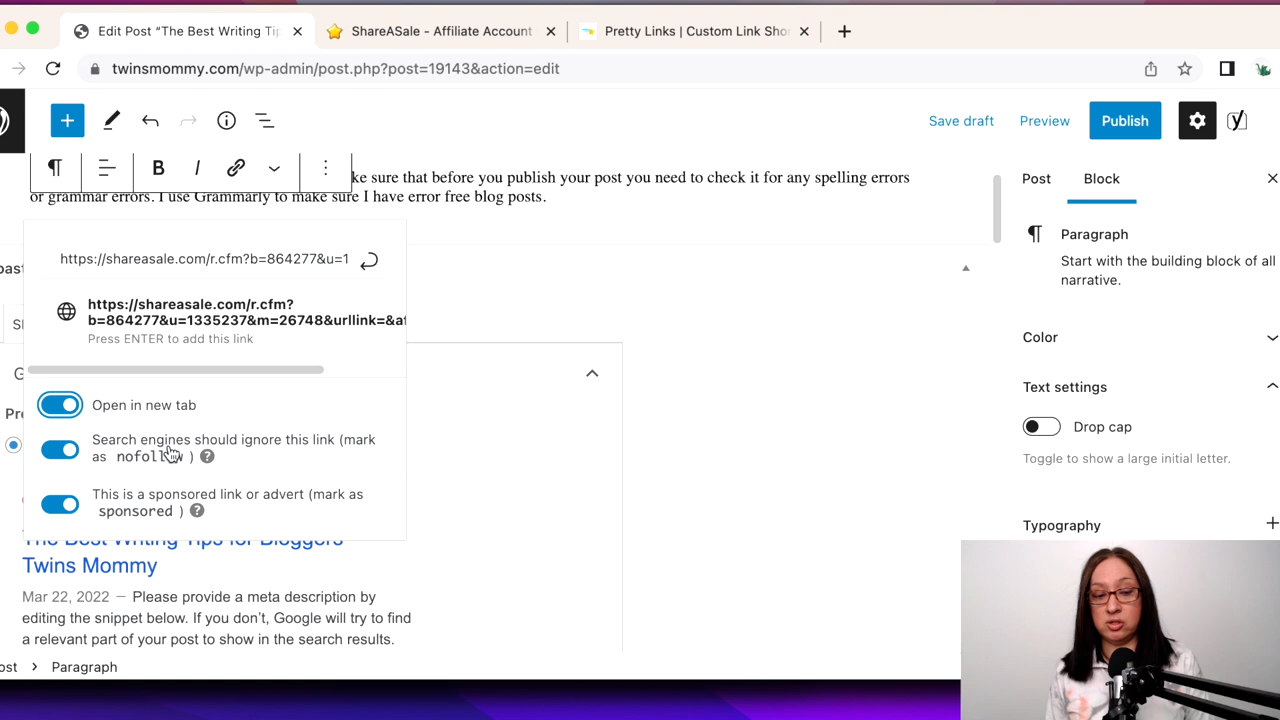 Edit Post “The Best Writing Tip
ShareASale - Affiliate Account
Pretty Links | Custom Link Sho
twinsmommy.com/wp-admin/post.php?post=19143&action=edit
Save draft
Preview
Publish
B I
ke sure that before you publish your post you need to check it for any spelling errors
or grammar errors. I use Grammarly to make sure I have error free blog posts.
Post
Block
Paragraph
Start with the building block of all
narrative.
https://shareasale.com/r.cfm?b=864277&u=1
https://shareasale.com/r.cfm?
b=864277&u=1335237&m=26748&urllink=&af
Press ENTER to add this link
Color
Text settings
Drop cap
Toggle to show a large initial letter.
Typography
oast
S
G
Pr
Open in new tab
Search engines should ignore this link (mark
as nofollow )
This is a sponsored link or advert (mark as
sponsored )
The Best Writing Tips for Bloggers
Twins Mommy
Mar 22, 2022 — Please provide a meta description by
editing the snippet below. If you don’t, Google will try to find
a relevant part of your post to show in the search results.
ost
Paragraph